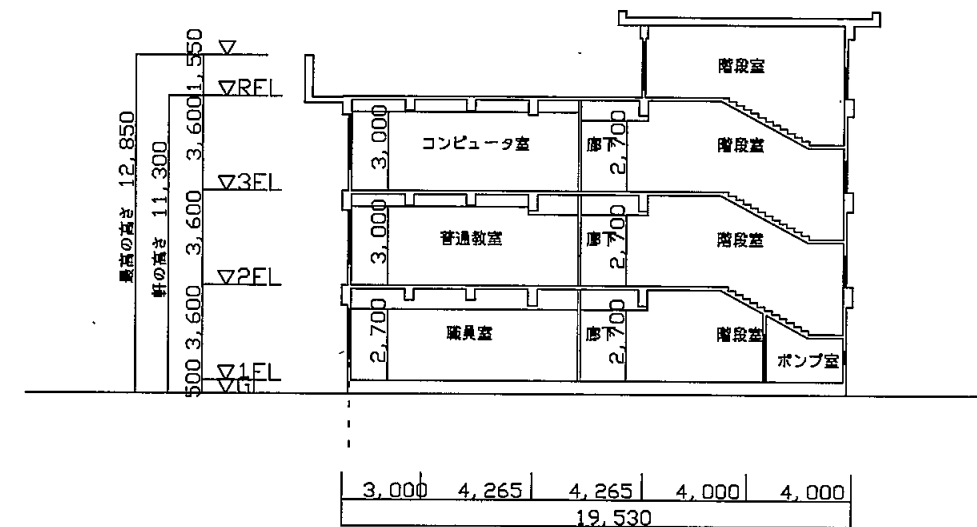 最高の高さ 12,850
軒の高さ 11,300
1,550
3,600
3,600
3,600
500
▽
▽RFL
▽3FL
▽2FL
▽1FL
▽GL
階段室
3,000
コンピュータ室
廊下
2,700
階段室
3,000
普通教室
廊下
2,700
階段室
2,700
職員室
廊下
2,700
階段室
ポンプ室
3,000
4,265
4,265
4,000
4,000
19,530